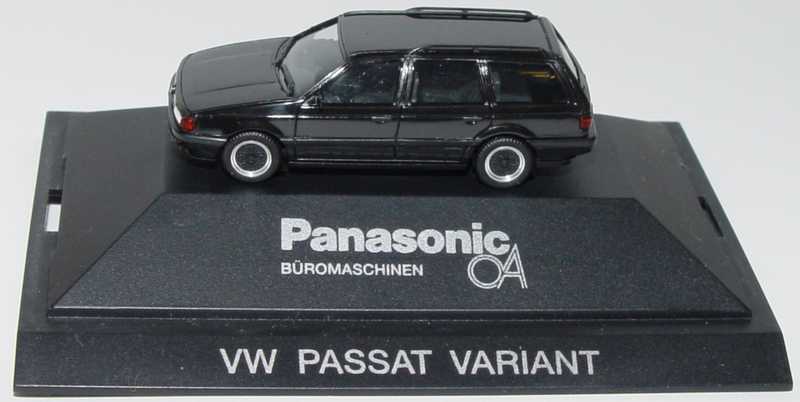 Panasonic
BÜROMASCHINEN OA
VW PASSAT VARIANT